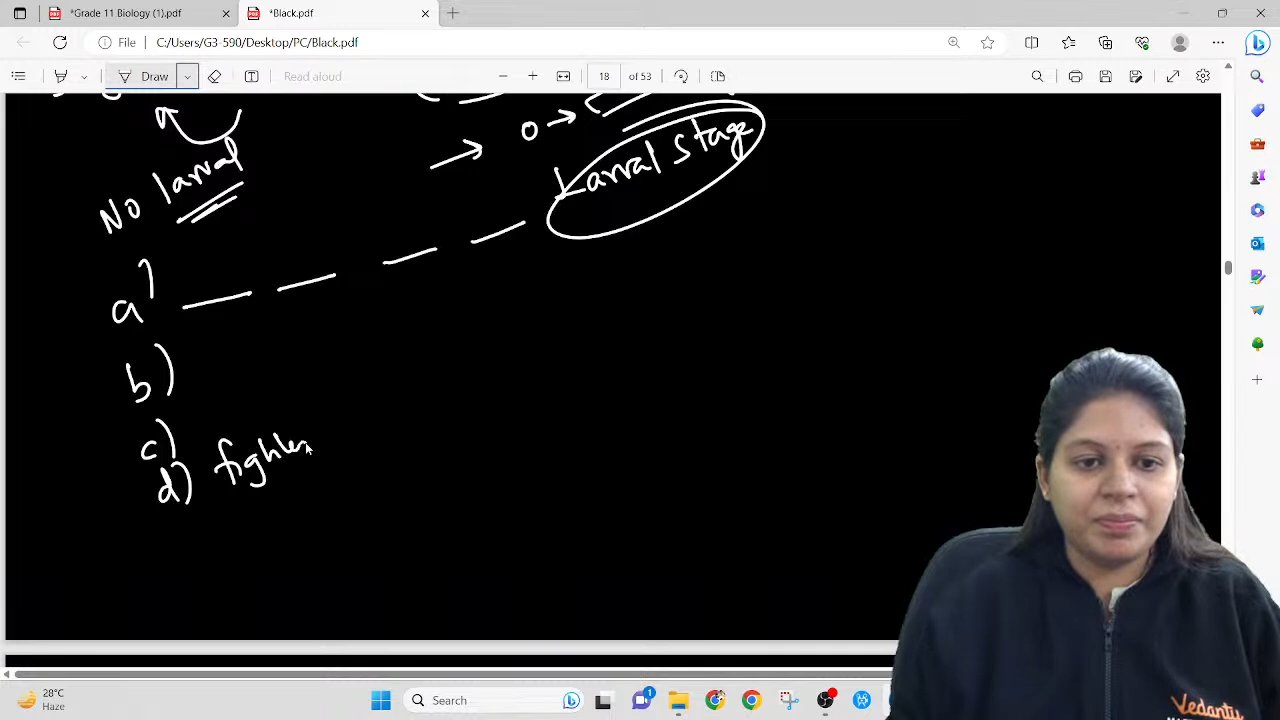 *Grade 11 Biology (1).pdf
*Black.pdf
File C:/Users/G3-590/Desktop/PC/Black.pdf
Draw
Read aloud
18 of 53
No larval
o → Larval Stage
a)
b)
c)
d) fighter
28°C
Haze
Search
1
Vedantu